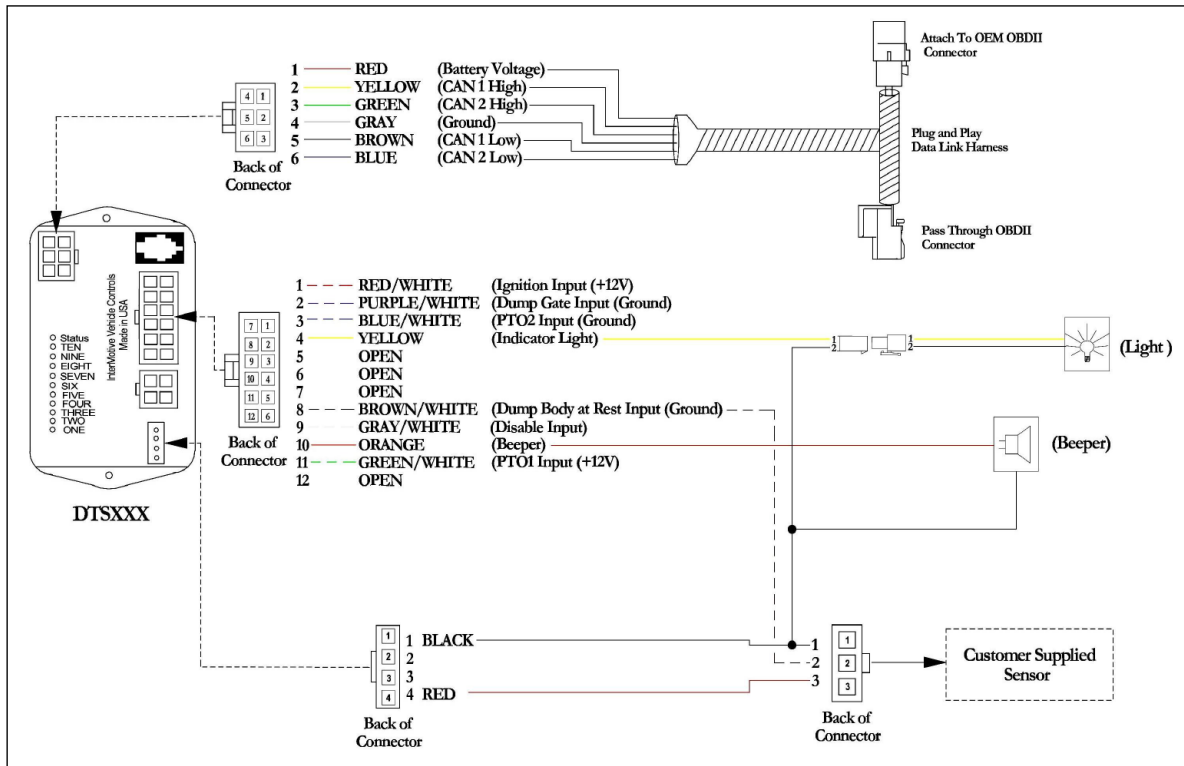 Attach To OEM OBDII
Connector
1 RED (Battery Voltage)
2 YELLOW (CAN 1 High)
3 GREEN (CAN 2 High)
4 GRAY (Ground)
5 BROWN (CAN 1 Low)
6 BLUE (CAN 2 Low)
4 1
5 2
6 3
Back of
Connector
Plug and Play
Data Link Harness
Pass Through OBDII
Connector
InterMotive Vehicle Controls
Made in USA
Status
TEN
NINE
EIGHT
SEVEN
SIX
FIVE
FOUR
THREE
TWO
ONE
DTSXXX
1 RED/WHITE (Ignition Input (+12V)
2 PURPLE/WHITE (Dump Gate Input (Ground)
3 BLUE/WHITE (PTO2 Input (Ground)
4 YELLOW (Indicator Light)
5 OPEN
6 OPEN
7 OPEN
8 BROWN/WHITE (Dump Body at Rest Input (Ground)
9 GRAY/WHITE (Disable Input)
10 ORANGE (Beeper)
11 GREEN/WHITE (PTO1 Input (+12V)
12 OPEN
7 1
8 2
9 3
10 4
11 5
12 6
Back of
Connector
1 1
2 2
(Light )
(Beeper)
1
2
3
4
1 BLACK
2
3
4 RED
Back of
Connector
1
2
3
1
2
3
Back of
Connector
Customer Supplied
Sensor